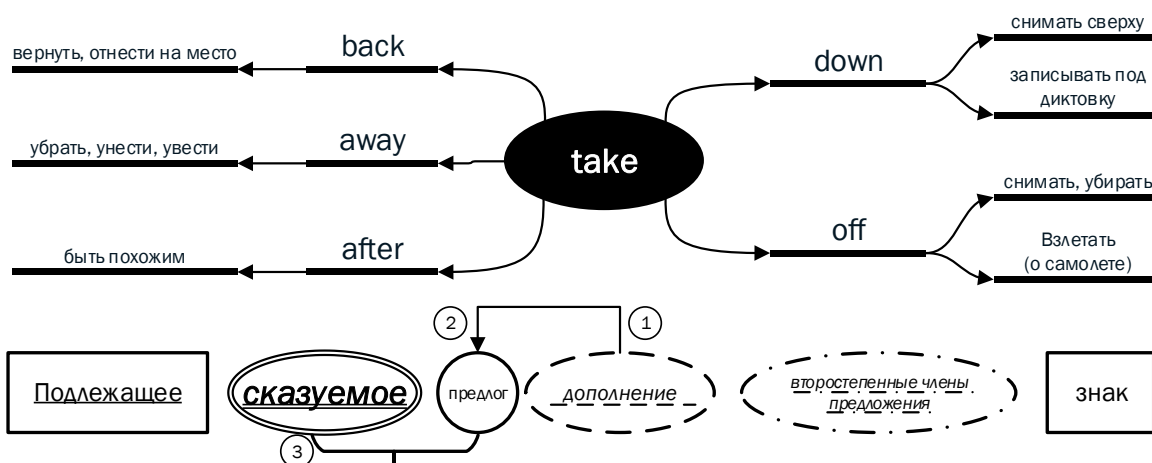 back
вернуть, отнести на место
away
убрать, унести, увести
after
быть похожим
take
down
снимать сверху
записывать под
диктовку
off
снимать, убирать
Взлетать
(о самолете)
2
1
Подлежащее
сказуемое
предлог
дополнение
второстепенные члены
предложения
знак
3